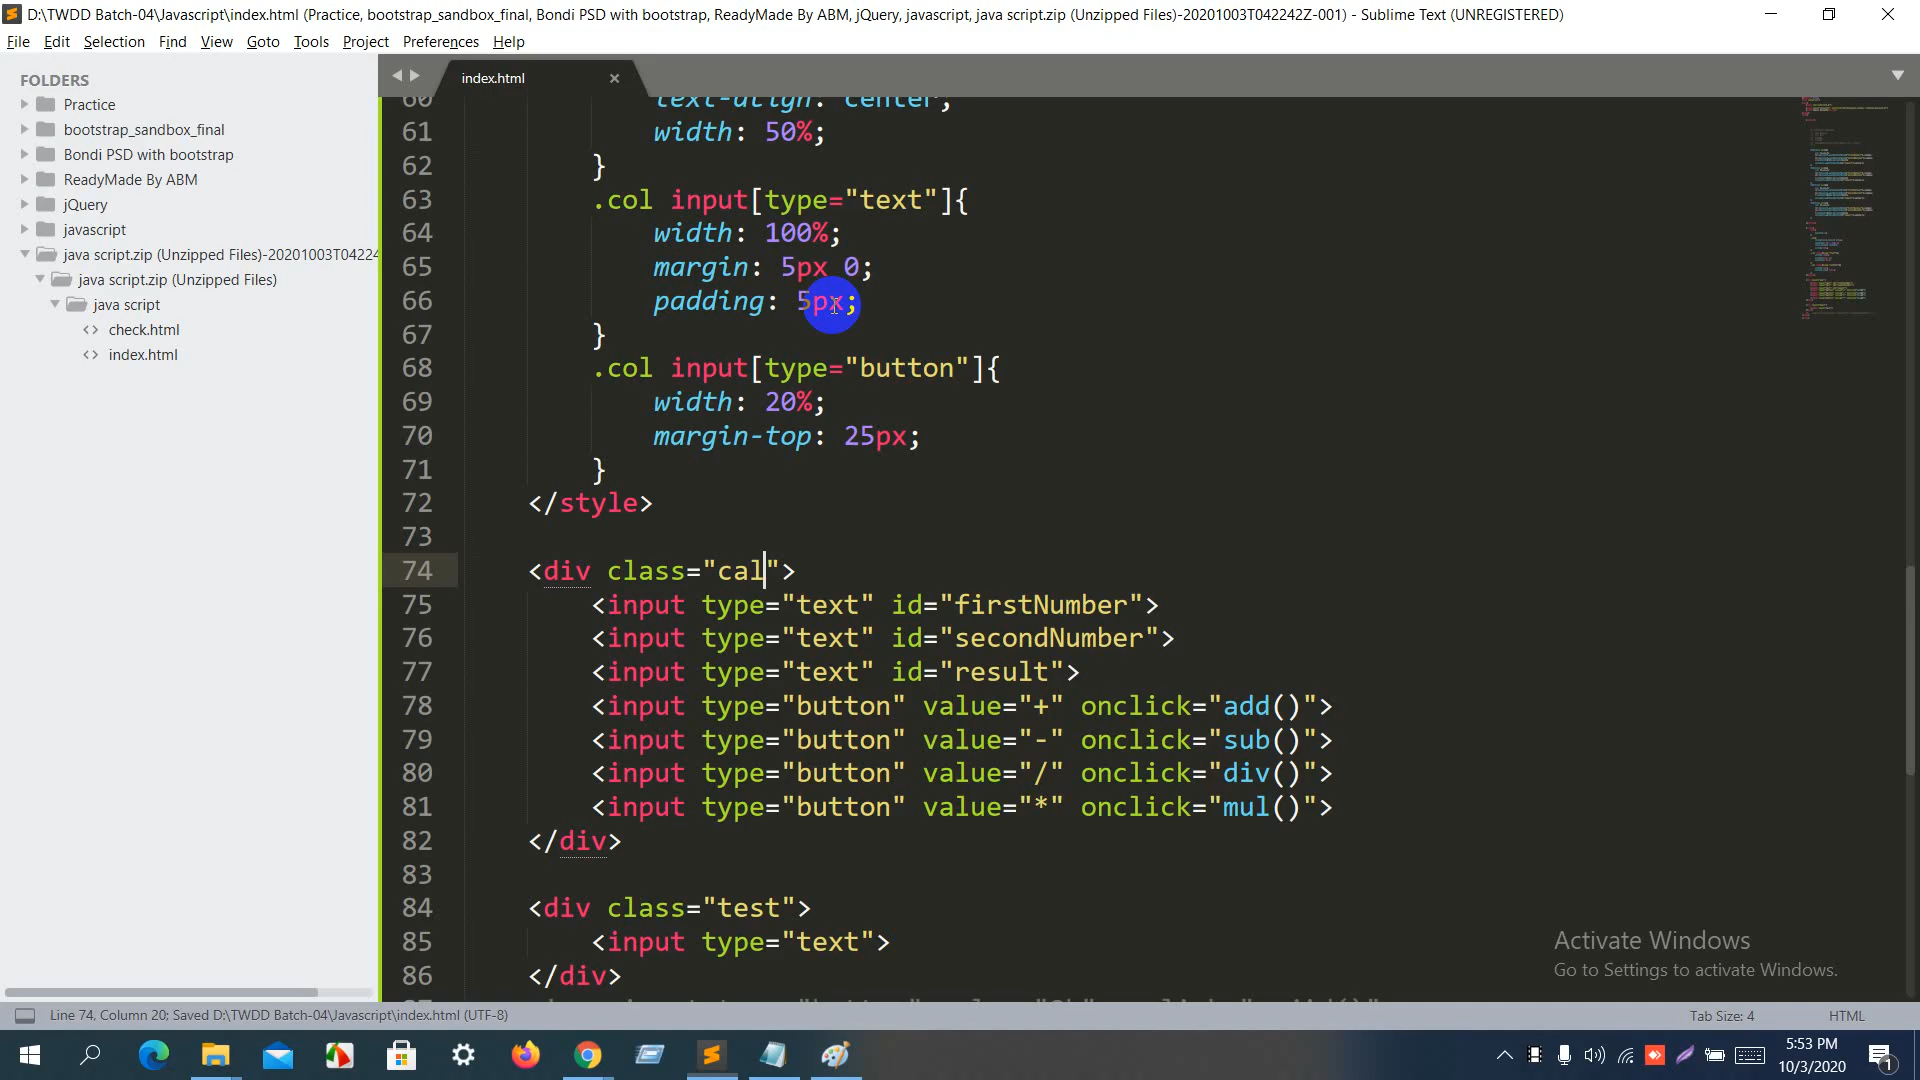 D:\TWDD Batch-04\Javascript\index.html (Practice, bootstrap_sandbox_final, Bondi PSD with bootstrap, ReadyMade By ABM, jQuery, javascript, java script.zip (Unzipped Files)-20201003T042242Z-001) - Sublime Text (UNREGISTERED)
File Edit Selection Find View Goto Tools Project Preferences Help
FOLDERS
Practice
bootstrap_sandbox_final
Bondi PSD with bootstrap
ReadyMade By ABM
jQuery
javascript
java script.zip (Unzipped Files)-20201003T04224
java script.zip (Unzipped Files)
java script
check.html
index.html
index.html
60 text-align: center;
61 width: 50%;
62 }
63 .col input[type="text"]{
64 width: 100%;
65 margin: 5px 0;
66 padding: 5px;
67 }
68 .col input[type="button"]{
69 width: 20%;
70 margin-top: 25px;
71 }
72 </style>
73
74 <div class="cal">
75 <input type="text" id="firstNumber">
76 <input type="text" id="secondNumber">
77 <input type="text" id="result">
78 <input type="button" value="+" onclick="add()">
79 <input type="button" value="-" onclick="sub()">
80 <input type="button" value="/" onclick="div()">
81 <input type="button" value="*" onclick="mul()">
82 </div>
83
84 <div class="test">
85 <input type="text">
86 </div>
Activate Windows
Go to Settings to activate Windows.
Line 74, Column 20; Saved D:\TWDD Batch-04\Javascript\index.html (UTF-8)
Tab Size: 4
HTML
5:53 PM
10/3/2020
1